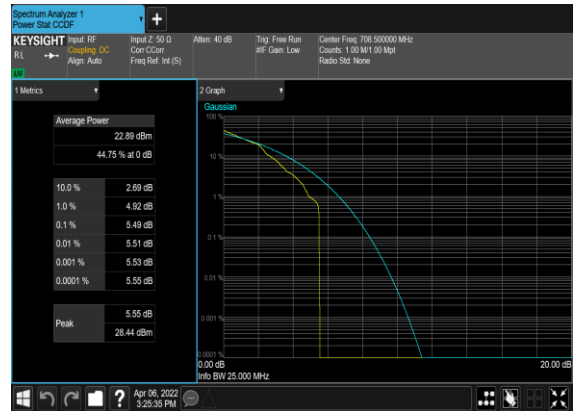 Spectrum Analyzer 1
Power Stat CCDF
KEYSIGHT
RL
Input: RF
Coupling: DC
Align: Auto
Input Z: 50 Ω
Corr CCorr
Freq Ref: Int (S)
Atten: 40 dB
Trig: Free Run
#IF Gain: Low
Center Freq: 708.500000 MHz
Counts: 1.00 M/1.00 Mpt
Radio Std: None
1 Metrics
Average Power
22.89 dBm
44.75 % at 0 dB
10.0 % 2.69 dB
1.0 % 4.92 dB
0.1 % 5.49 dB
0.01 % 5.51 dB
0.001 % 5.53 dB
0.0001 % 5.55 dB
Peak
5.55 dB
28.44 dBm
2 Graph
Gaussian
100 %
10 %
1 %
0.1 %
0.01 %
0.001 %
0.0001 %
0.00 dB 20.00 dB
Info BW 25.000 MHz
?
Apr 06, 2022
3:25:35 PM